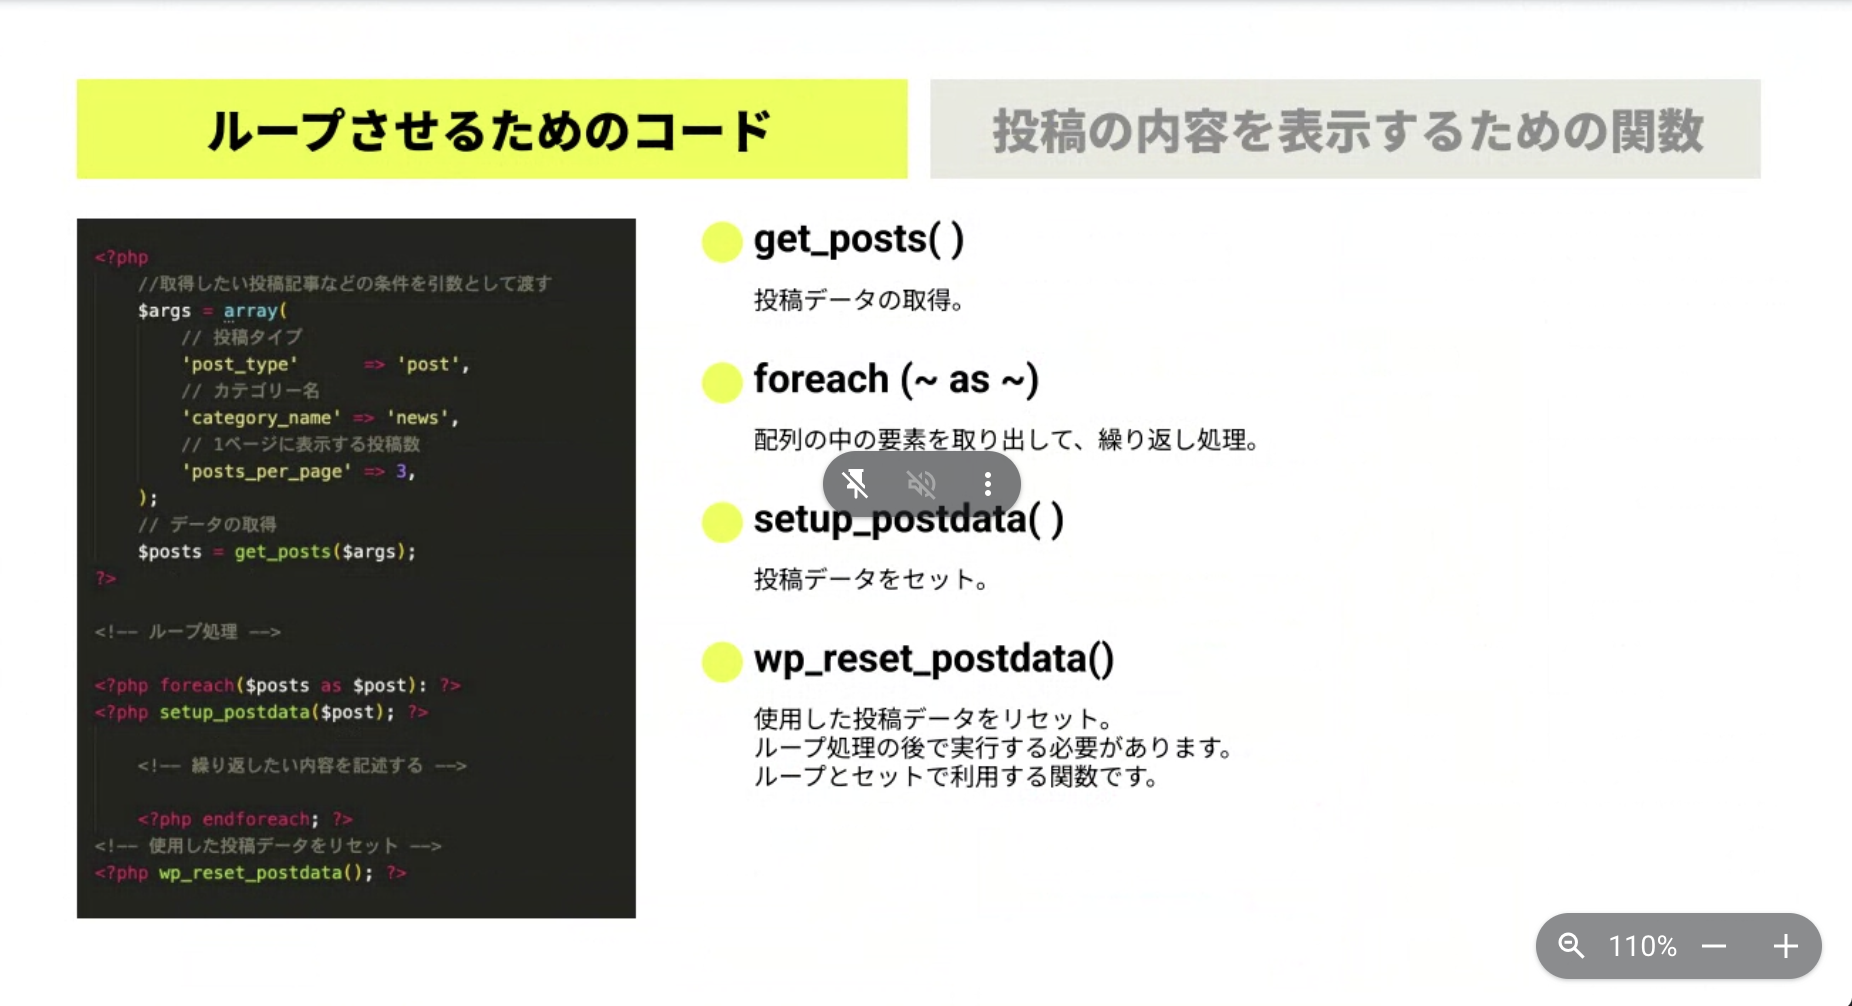 ループさせるためのコード
投稿の内容を表示するための関数
<?php
//取得したい投稿記事などの条件を引数として渡す
$args = array(
// 投稿タイプ
'post_type' => 'post',
// カテゴリー名
'category_name' => 'news',
// 1ページに表示する投稿数
'posts_per_page' => 3,
);
// データの取得
$posts = get_posts($args);
?>
<!-- ループ処理 -->
<?php foreach($posts as $post): ?>
<?php setup_postdata($post); ?>
<!-- 繰り返したい内容を記述する -->
<?php endforeach; ?>
<!-- 使用した投稿データをリセット -->
<?php wp_reset_postdata(); ?>
get_posts( )
投稿データの取得。
foreach (~ as ~)
配列の中の要素を取り出して、繰り返し処理。
setup_postdata( )
投稿データをセット。
wp_reset_postdata()
使用した投稿データをリセット。
ループ処理の後で実行する必要があります。
ループとセットで利用する関数です。
110%